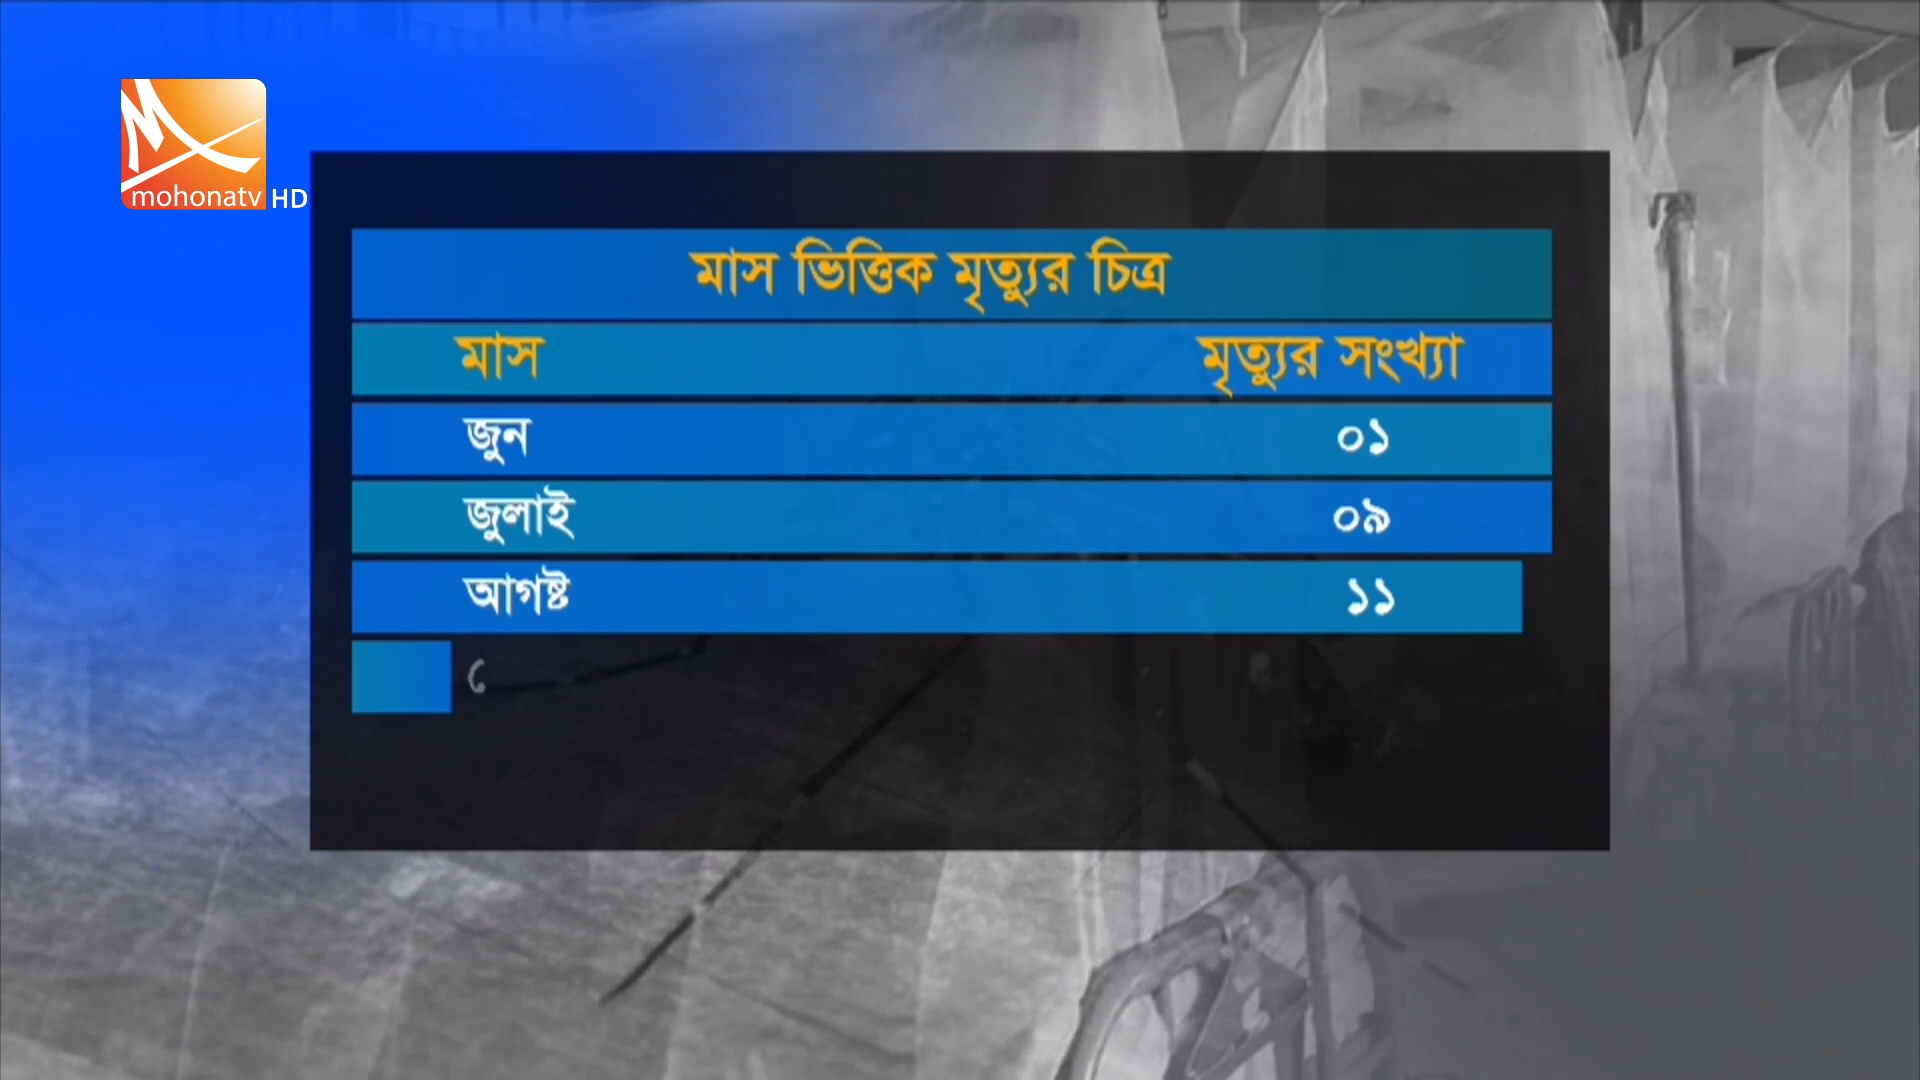 mohonatv HD
মাস ভিত্তিক মৃত্যুর চিত্র
মাস মৃত্যুর সংখ্যা
জুন ০১
জুলাই ০৯
আগষ্ট ১১